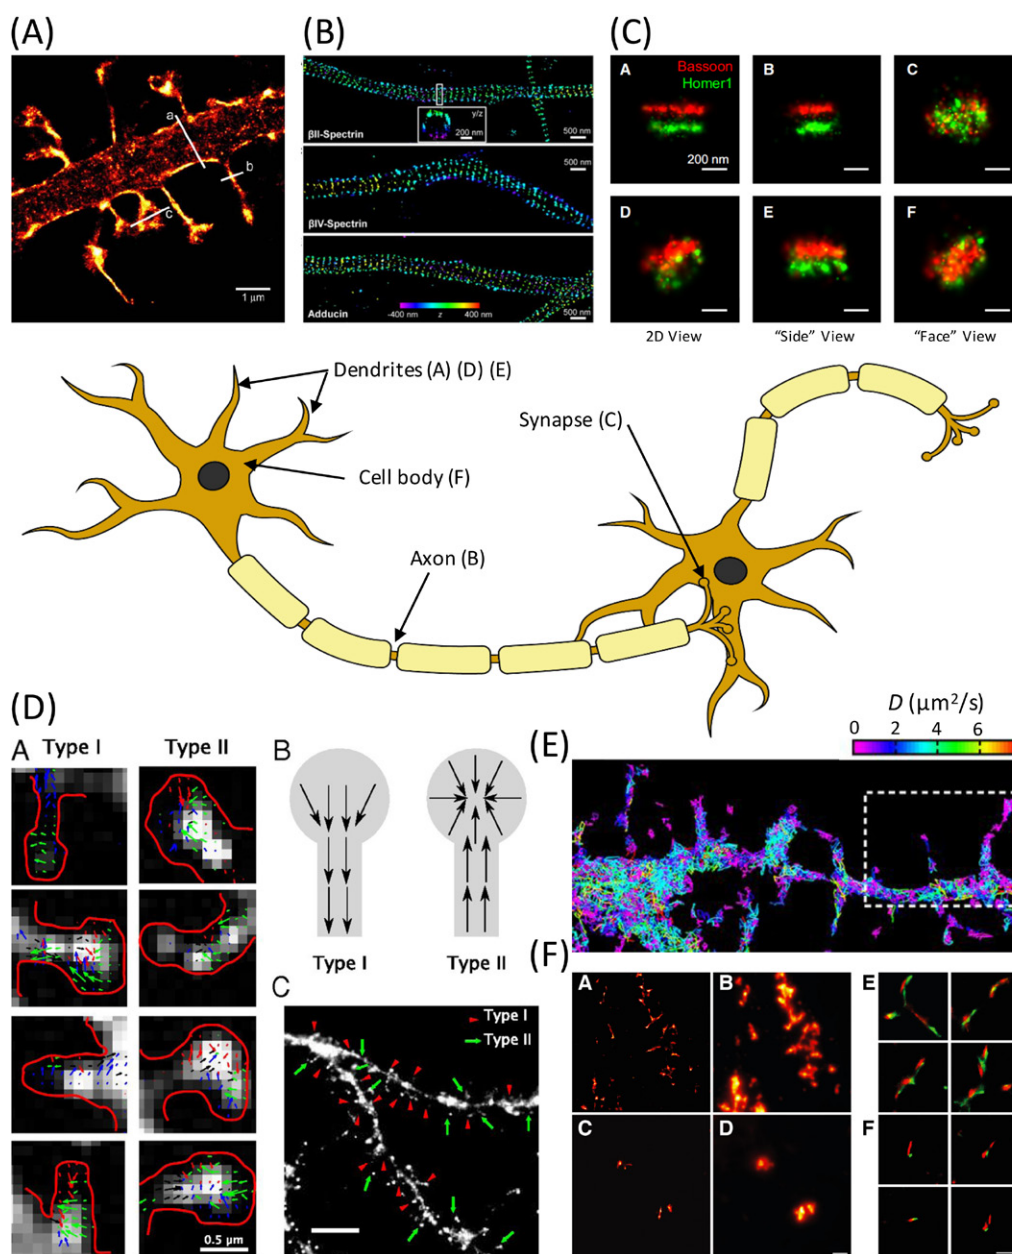 (A)
a
b
c
1 µm
(B)
y/z
200 nm
500 nm
βII-Spectrin
500 nm
βIV-Spectrin
-400 nm z 400 nm
500 nm
Adducin
(C)
A Bassoon
Homer1
200 nm
B
C
D
E
F
2D View
"Side" View
"Face" View
Dendrites (A) (D) (E)
Cell body (F)
Axon (B)
Synapse (C)
(D)
A Type I Type II
0.5 µm
B
Type I
Type II
C
Type I
Type II
(E)
D (µm²/s)
0 2 4 6
(F)
A
B
C
D
E
F